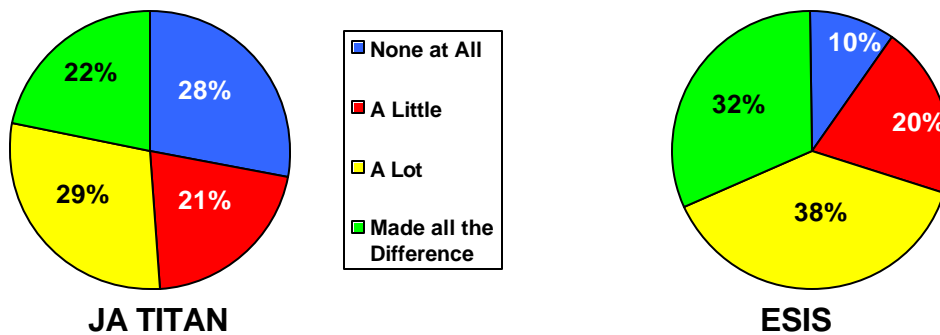 22%
28%
29%
21%
JA TITAN
None at All
A Little
A Lot
Made all the
Difference
10%
32%
20%
38%
ESIS